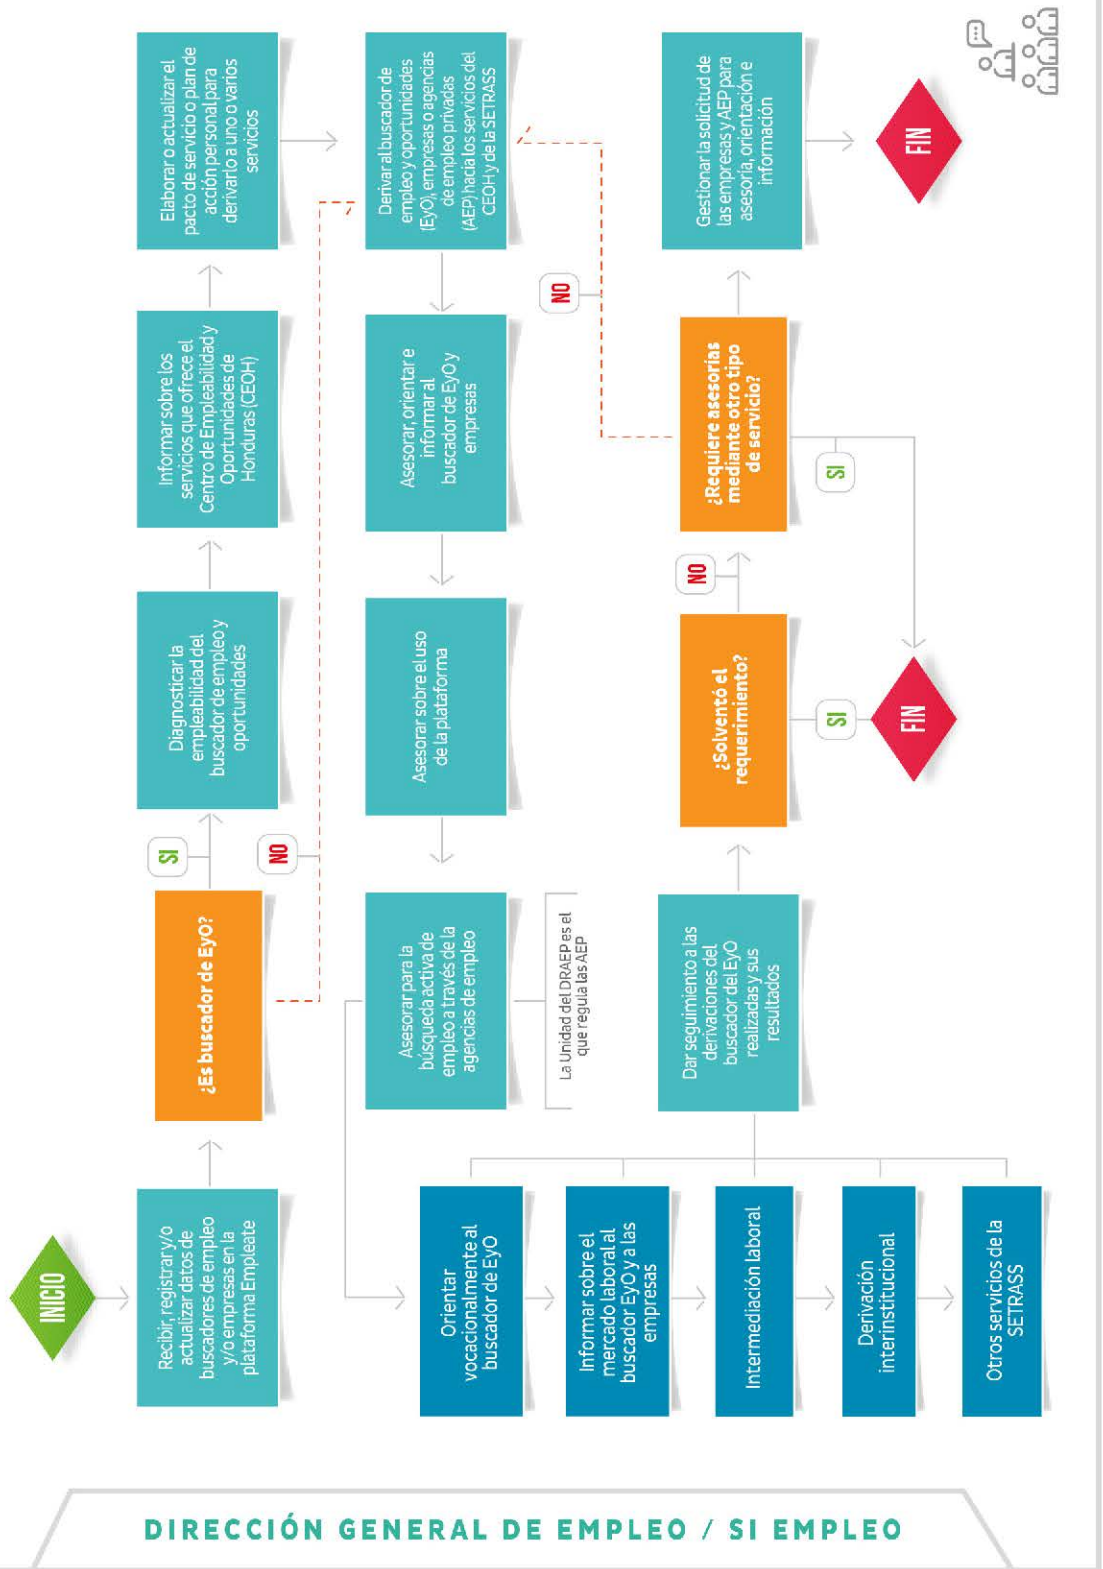 DIRECCIÓN GENERAL DE EMPLEO / SI EMPLEO
INICIO
Recibir, registrar y/o
actualizar datos de
buscadores de empleo
y/o empresas en la
plataforma Empleate
¿Es buscador de EyO?
SI
NO
Diagnosticar la
empleabilidad del
buscador de empleo y
oportunidades
Informar sobre los
servicios que ofrece el
Centro de Empleabilidad y
Oportunidades de
Honduras (CEOH)
Elaborar o actualizar el
pacto de servicio o plan de
acción personal para
derivarlo a uno o varios
servicios
Derivar al buscador de
empleo y oportunidades
(EyO), empresas o agencias
de empleo privadas
(AEP) hacia los servicios del
CEOH y de la SETRASS
Asesorar, orientar e
informar al
buscador de EyO y
empresas
Asesorar sobre el uso
de la plataforma
Asesorar para la
búsqueda activa de
empleo a través de la
agencias de empleo
La Unidad del DRAEP es el
que regula las AEP
Orientar
vocacionalmente al
buscador de EyO
Informar sobre el
mercado laboral al
buscador EyO y a las
empresas
Intermediación laboral
Derivación
interinstitucional
Otros servicios de la
SETRASS
Dar seguimiento a las
derivaciones del
buscador del EyO
realizadas y sus
resultados
¿Solventó el
requerimiento?
NO
SI
FIN
¿Requiere asesorías
mediante otro tipo
de servicio?
NO
SI
Gestionar la solicitud de
las empresas y AEP para
asesoría, orientación e
información
FIN